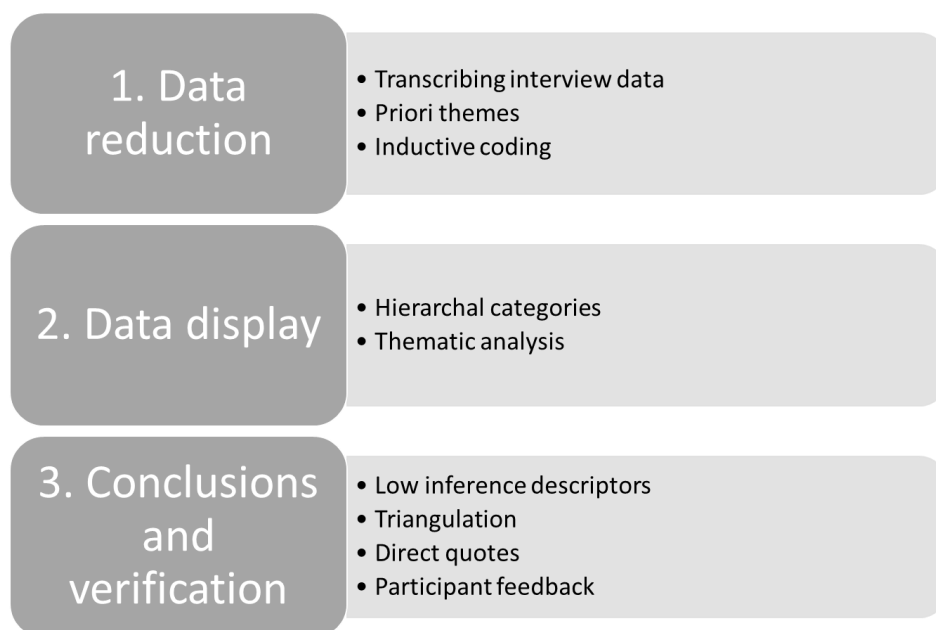 1. Data
reduction
• Transcribing interview data
• Priori themes
• Inductive coding
2. Data display
• Hierarchal categories
• Thematic analysis
3. Conclusions
and
verification
• Low inference descriptors
• Triangulation
• Direct quotes
• Participant feedback